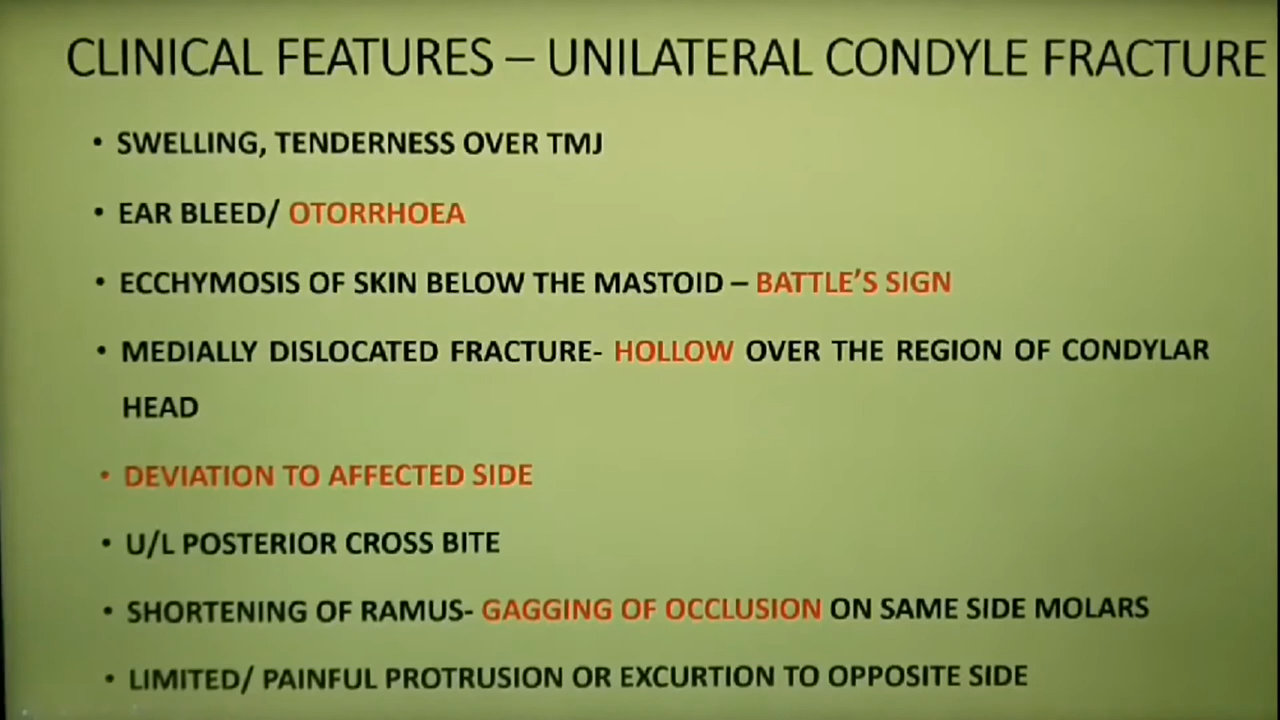 CLINICAL FEATURES – UNILATERAL CONDYLE FRACTURE
• SWELLING, TENDERNESS OVER TMJ
• EAR BLEED/ OTORRHOEA
• ECCHYMOSIS OF SKIN BELOW THE MASTOID – BATTLE'S SIGN
• MEDIALLY DISLOCATED FRACTURE- HOLLOW OVER THE REGION OF CONDYLAR
HEAD
• DEVIATION TO AFFECTED SIDE
• U/L POSTERIOR CROSS BITE
• SHORTENING OF RAMUS- GAGGING OF OCCLUSION ON SAME SIDE MOLARS
• LIMITED/ PAINFUL PROTRUSION OR EXCURTION TO OPPOSITE SIDE